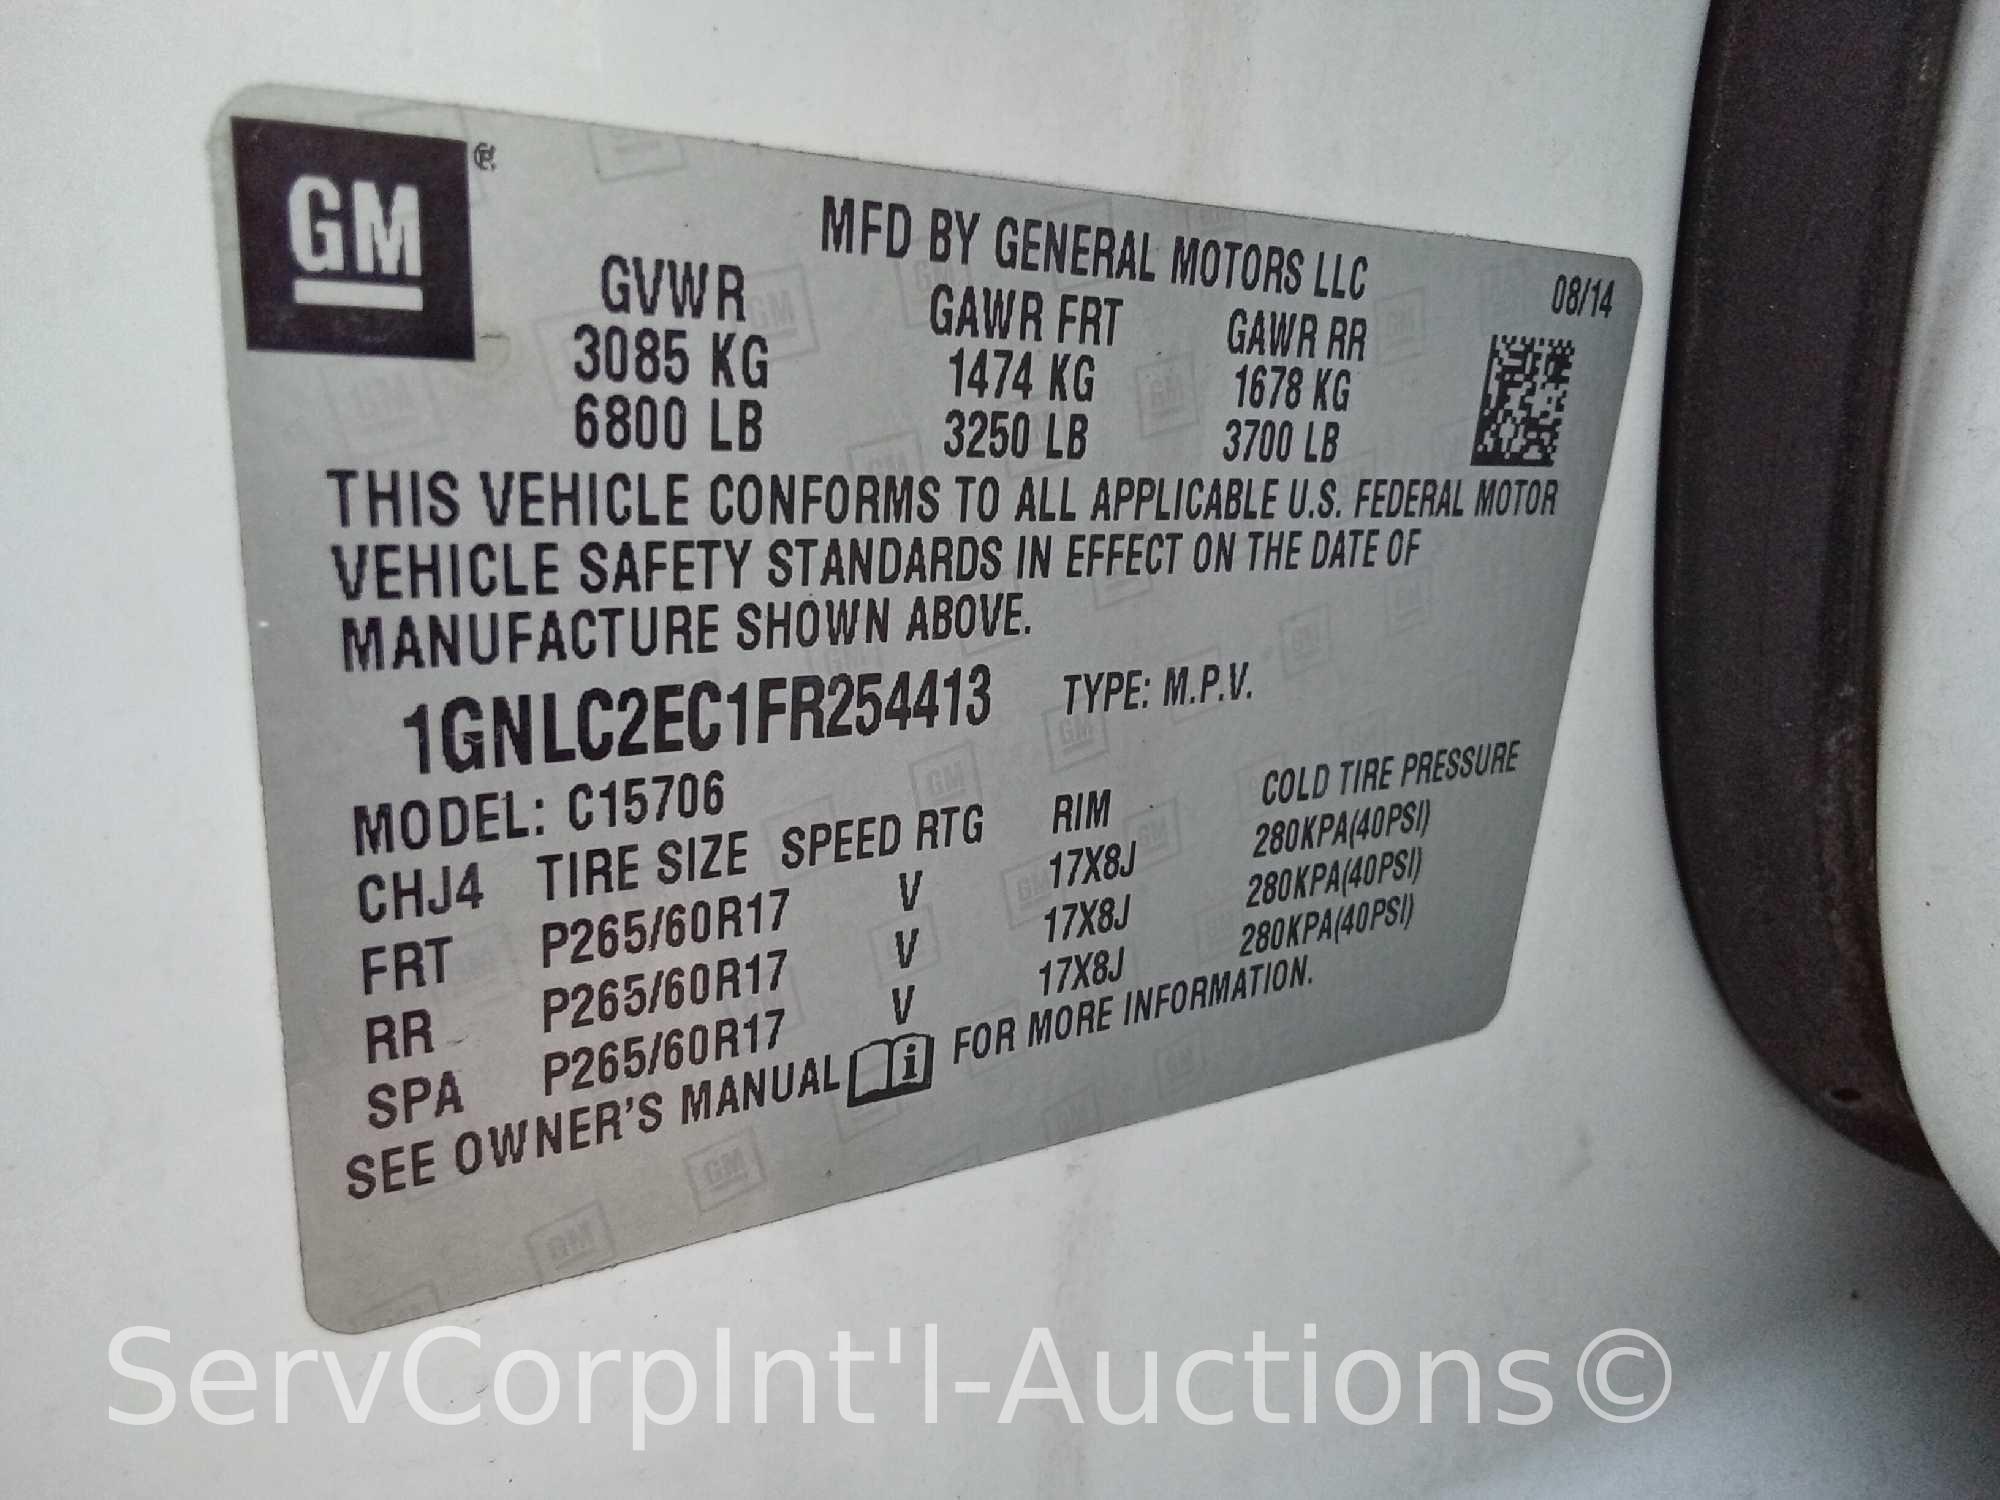 GM
MFD BY GENERAL MOTORS LLC
08/14
GVWR GAWR FRT GAWR RR
3085 KG 1474 KG 1678 KG
6800 LB 3250 LB 3700 LB
THIS VEHICLE CONFORMS TO ALL APPLICABLE U.S. FEDERAL MOTOR
VEHICLE SAFETY STANDARDS IN EFFECT ON THE DATE OF
MANUFACTURE SHOWN ABOVE.
1GNLC2EC1FR254413 TYPE: M.P.V.
MODEL: C15706
CHJ4 TIRE SIZE SPEED RTG RIM COLD TIRE PRESSURE
FRT P265/60R17 V 17X8J 280KPA(40PSI)
RR P265/60R17 V 17X8J 280KPA(40PSI)
SPA P265/60R17 V 17X8J 280KPA(40PSI)
SEE OWNER'S MANUAL i FOR MORE INFORMATION.
ServCorpInt'l-Auctions©